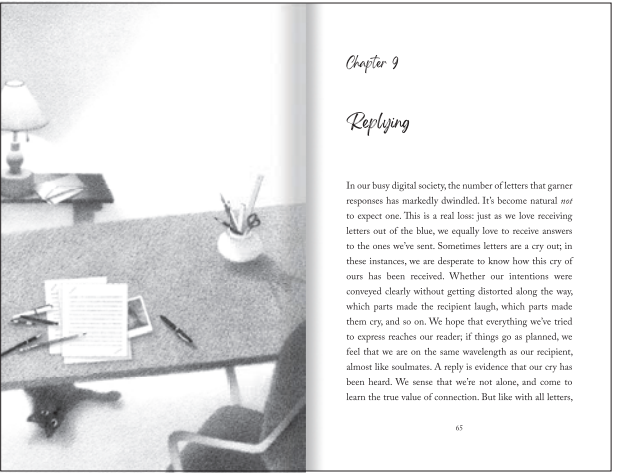 Chapter 9
Replying
In our busy digital society, the number of letters that garner
responses has markedly dwindled. It's become natural not
to expect one. This is a real loss: just as we love receiving
letters out of the blue, we equally love to receive answers
to the ones we've sent. Sometimes letters are a cry out; in
these instances, we are desperate to know how this cry of
ours has been received. Whether our intentions were
conveyed clearly without getting distorted along the way,
which parts made the recipient laugh, which parts made
them cry, and so on. We hope that everything we've tried
to express reaches our reader; if things go as planned, we
feel that we are on the same wavelength as our recipient,
almost like soulmates. A reply is evidence that our cry has
been heard. We sense that we're not alone, and come to
learn the true value of connection. But like with all letters,
65